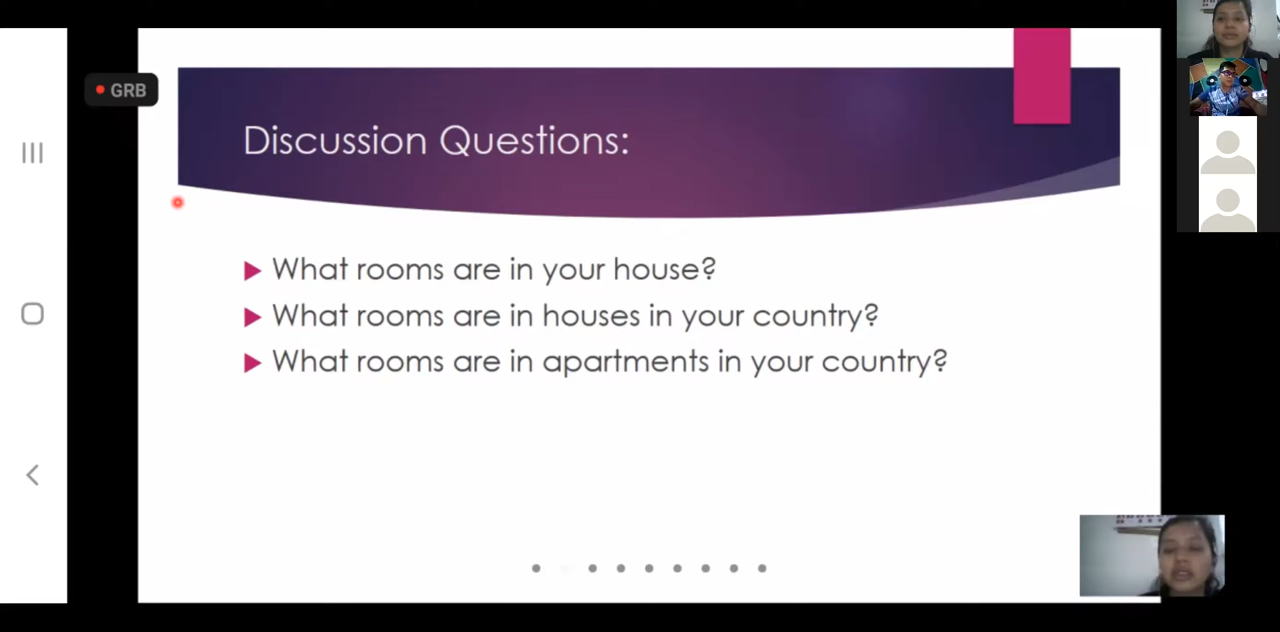 GRB
Discussion Questions:
What rooms are in your house?
What rooms are in houses in your country?
What rooms are in apartments in your country?